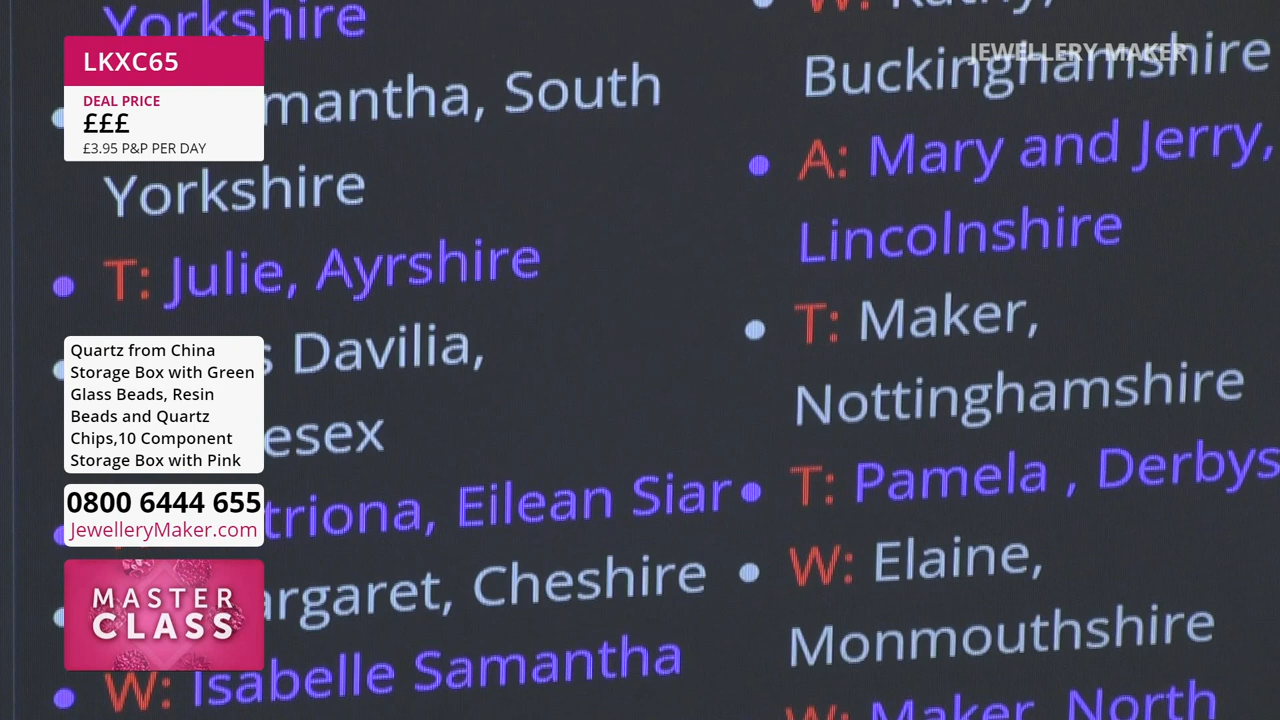 LKXC65
DEAL PRICE
£££
£3.95 P&P PER DAY
Quartz from China
Storage Box with Green
Glass Beads, Resin
Beads and Quartz
Chips,10 Component
Storage Box with Pink
0800 6444 655
JewelleryMaker.com
MASTER
CLASS
Yorkshire
mantha, South
Yorkshire
T: Julie, Ayrshire
s Davilia,
esex
triona, Eilean Siar
argaret, Cheshire
W: Isabelle Samantha
JEWELLERY MAKER
W: Kathy,
Buckinghamshire
A: Mary and Jerry,
Lincolnshire
T: Maker,
Nottinghamshire
T: Pamela , Derbys
W: Elaine,
Monmouthshire
W: Maker, North